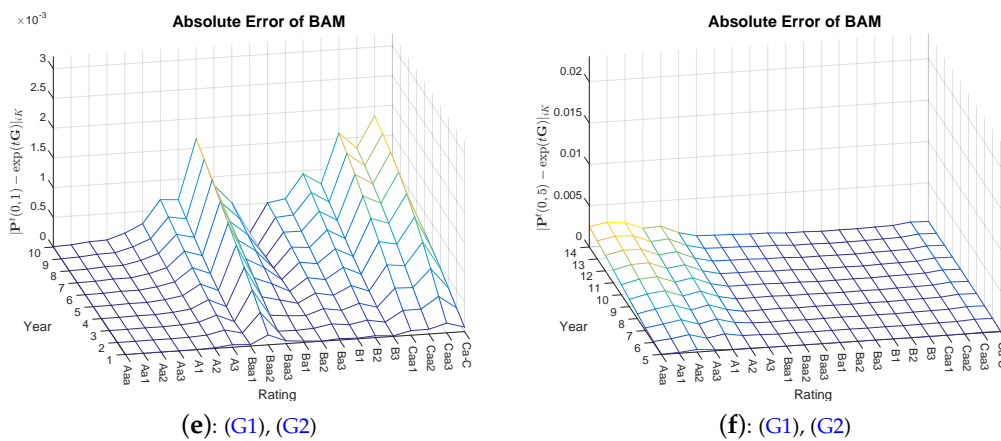 Absolute Error of BAM
×10⁻³
3
2.5
2
1.5
1
0.5
0
|P^t(0, 1) − exp(tG)|_{iK}
10
9
8
7
6
5
4
3
2
1
Year
Aaa
Aa1
Aa2
Aa3
A1
A2
A3
Baa1
Baa2
Baa3
Ba1
Ba2
Ba3
B1
B2
B3
Caa1
Caa2
Caa3
Ca-C
Rating
(e): (G1), (G2)
Absolute Error of BAM
0.02
0.015
0.01
0.005
0
|P^t(0, 5) − exp(tG)|_{iK}
14
13
12
11
10
9
8
7
6
5
Year
Aaa
Aa1
Aa2
Aa3
A1
A2
A3
Baa1
Baa2
Baa3
Ba1
Ba2
Ba3
B1
B2
B3
Caa1
Caa2
Caa3
Rating
(f): (G1), (G2)